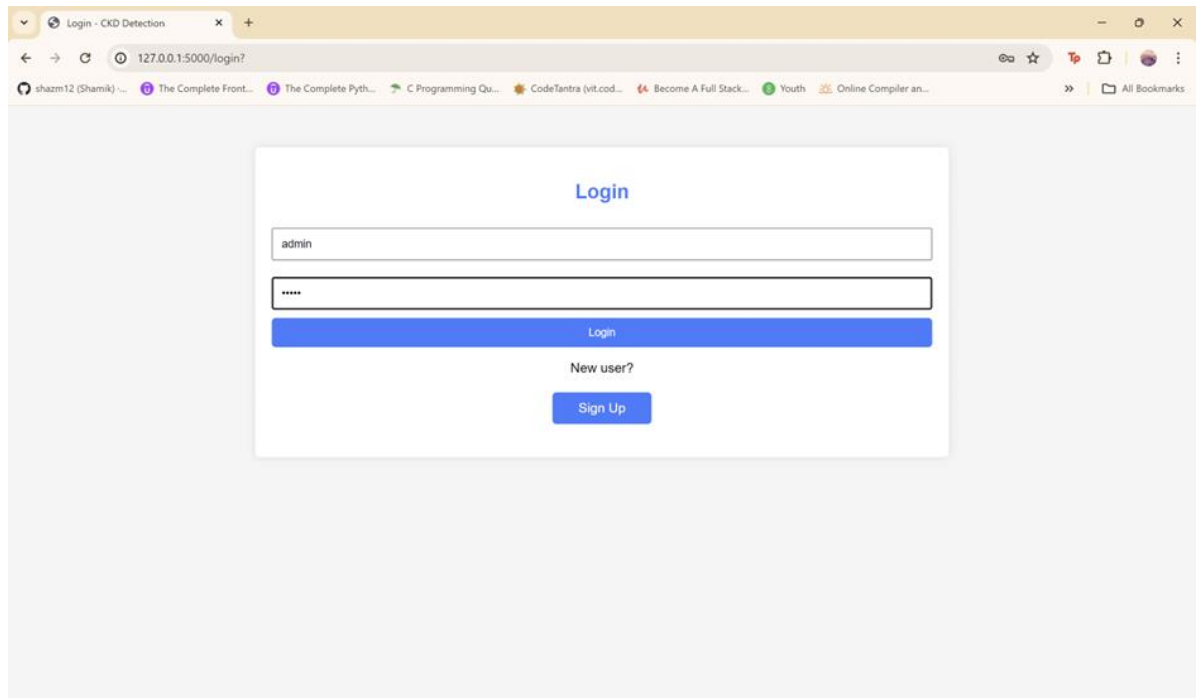 Login - CKD Detection
127.0.0.1:5000/login?
shazm12 (Shamik) -... The Complete Front... The Complete Pyth... C Programming Qu... CodeTantra (vit.cod... Become A Full Stack... Youth Online Compiler an... All Bookmarks
Login
admin
•••••
Login
New user?
Sign Up